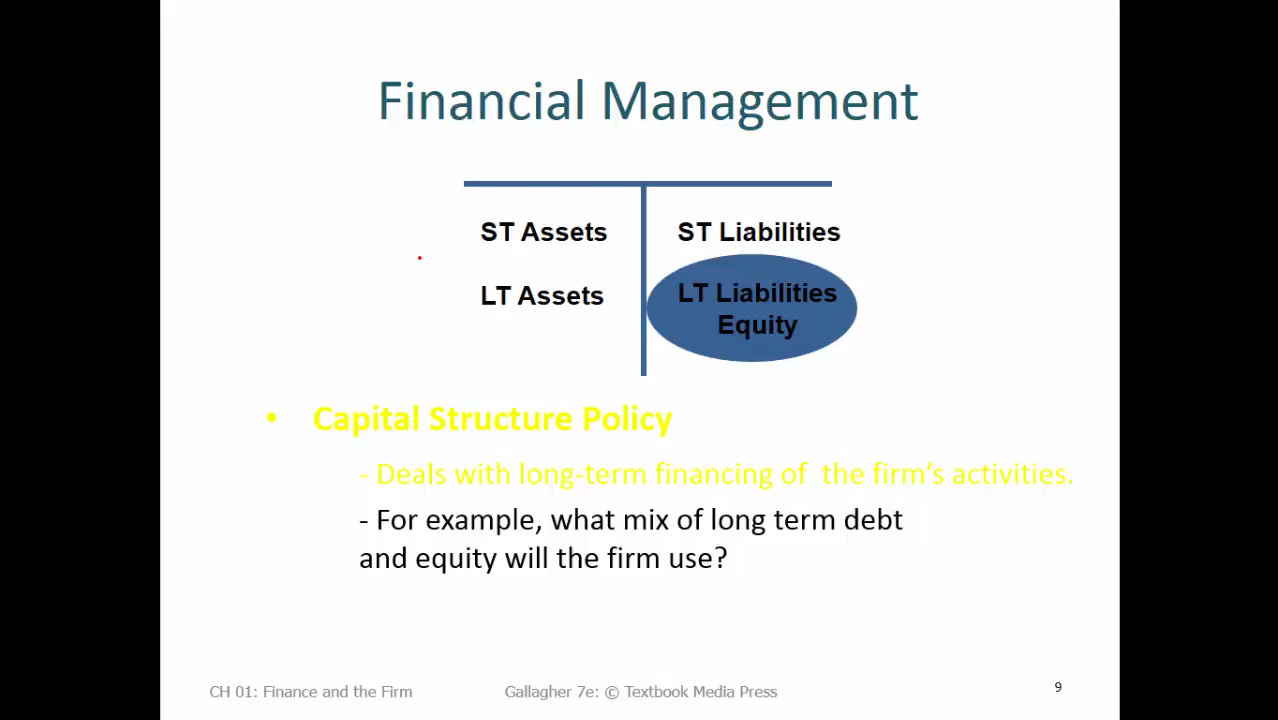 Financial Management
ST Assets
ST Liabilities
LT Assets
LT Liabilities
Equity
• Capital Structure Policy
- Deals with long-term financing of the firm’s activities.
- For example, what mix of long term debt
and equity will the firm use?
CH 01: Finance and the Firm
Gallagher 7e: © Textbook Media Press
9